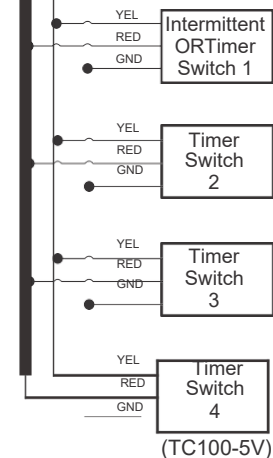 YEL
RED
GND
Intermittent
ORTimer
Switch 1
YEL
RED
GND
Timer
Switch
2
YEL
RED
GND
Timer
Switch
3
YEL
RED
GND
Timer
Switch
4
(TC100-5V)